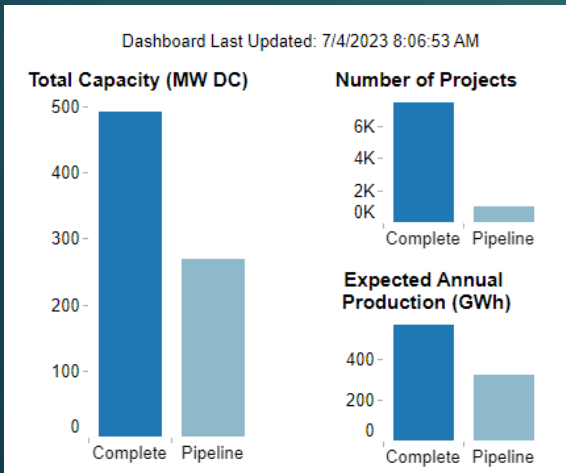 Dashboard Last Updated: 7/4/2023 8:06:53 AM
Total Capacity (MW DC)
500
400
300
200
100
0
Complete Pipeline
Number of Projects
6K
4K
2K
0K
Complete Pipeline
Expected Annual
Production (GWh)
400
200
0
Complete Pipeline